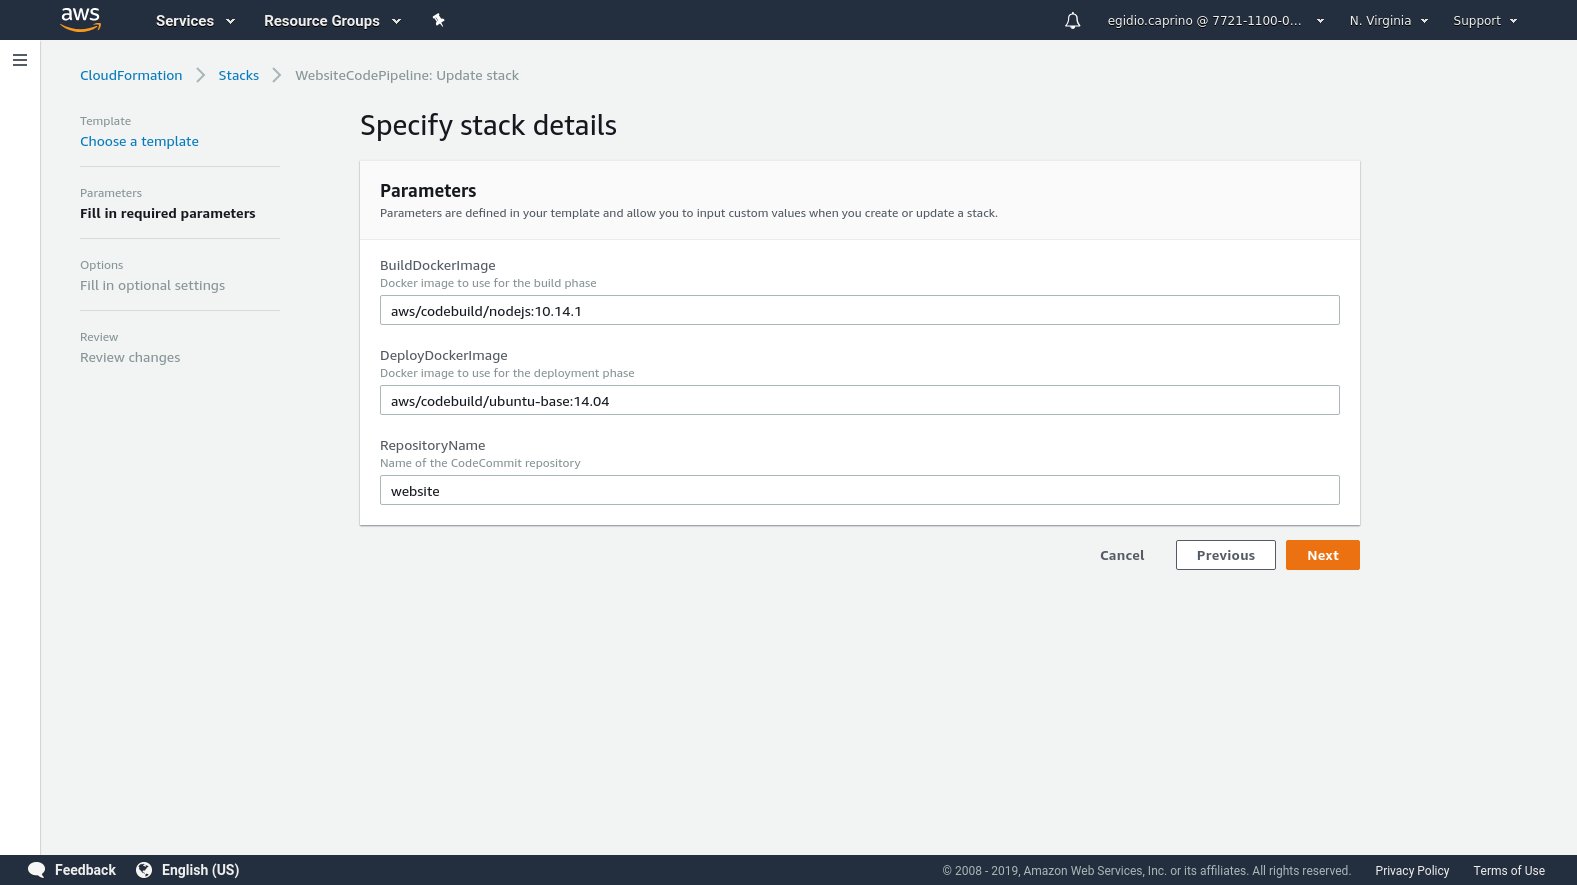 aws Services Resource Groups egidio.caprino @ 7721-1100-0... N. Virginia Support
CloudFormation Stacks WebsiteCodePipeline: Update stack
Template
Choose a template
Parameters
Fill in required parameters
Options
Fill in optional settings
Review
Review changes
Specify stack details
Parameters
Parameters are defined in your template and allow you to input custom values when you create or update a stack.
BuildDockerImage
Docker image to use for the build phase
aws/codebuild/nodejs:10.14.1
DeployDockerImage
Docker image to use for the deployment phase
aws/codebuild/ubuntu-base:14.04
RepositoryName
Name of the CodeCommit repository
website
Cancel Previous Next
Feedback English (US) © 2008 - 2019, Amazon Web Services, Inc. or its affiliates. All rights reserved. Privacy Policy Terms of Use